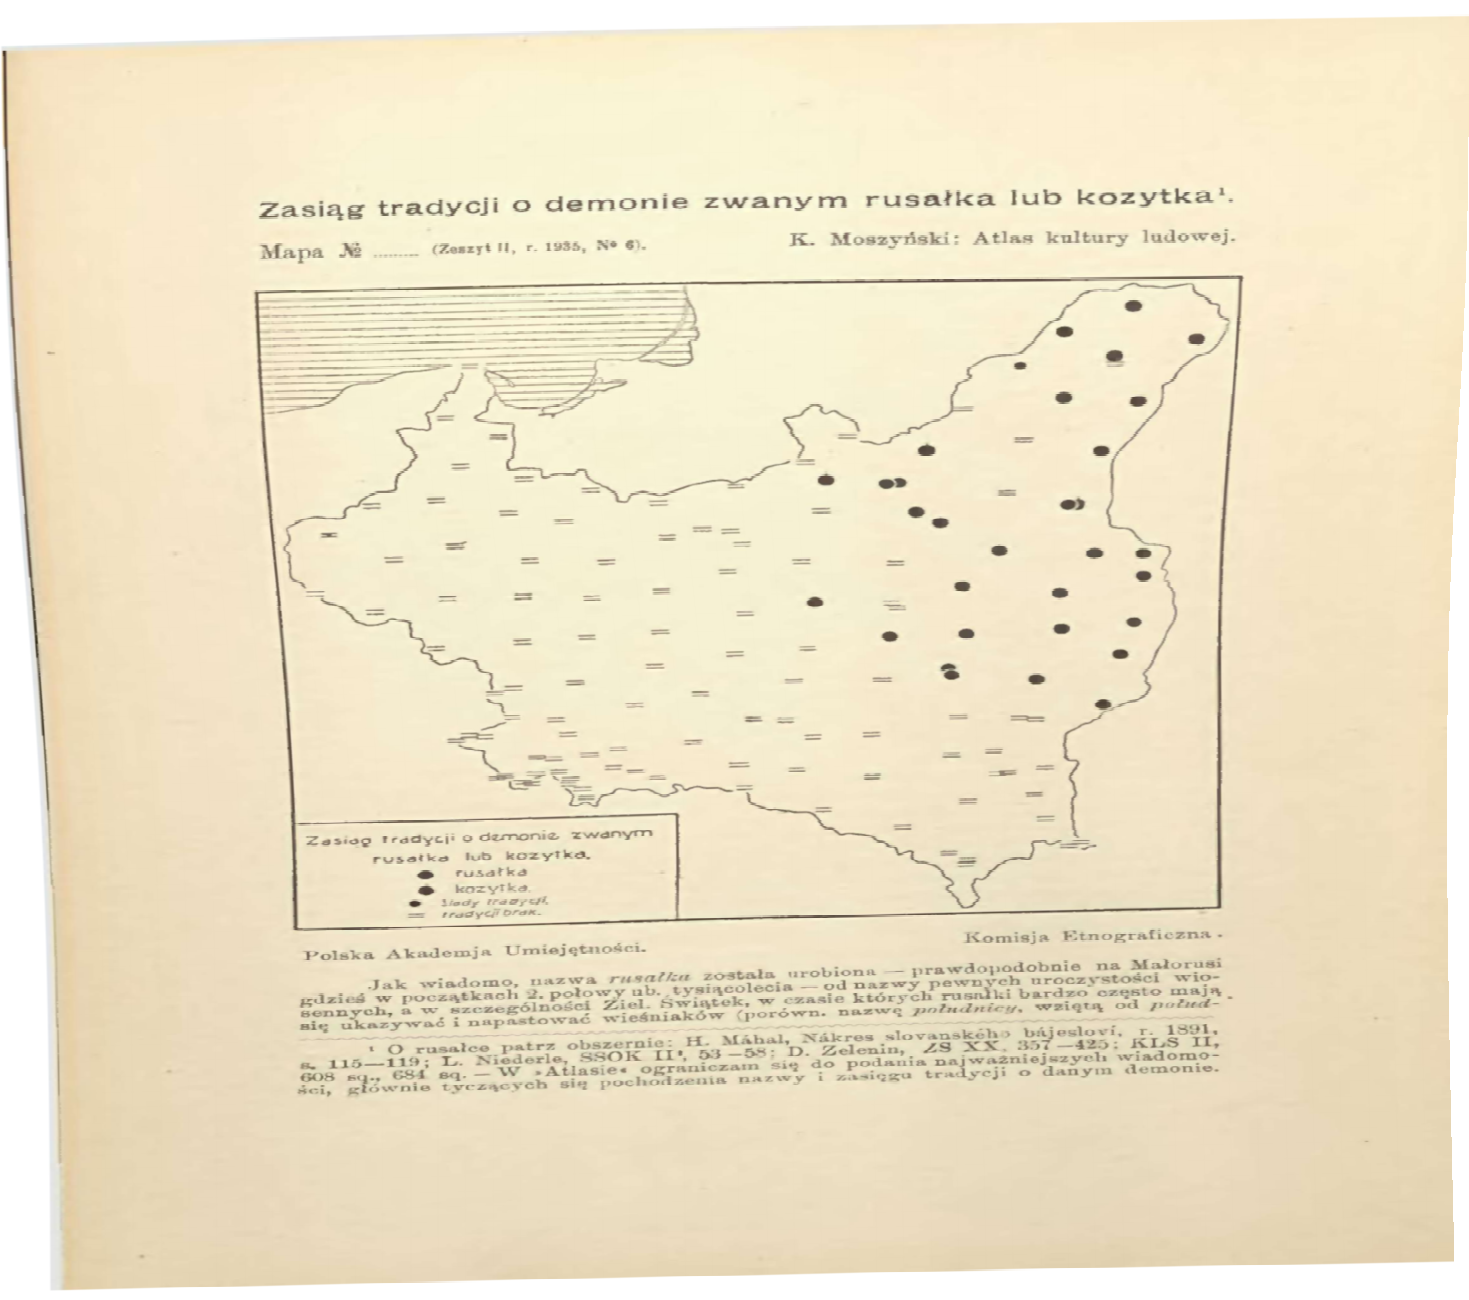 Zasiąg tradycji o demonie zwanym rusałka lub kozytka¹.
Mapa № ......... (Zeszyt II, r. 1935, Nº 6).
K. Moszyński: Atlas kultury ludowej.
Zasiąg tradycji o demonie zwanym
rusałka lub kozytka.
rusałka
kozytka.
ślady tradycji.
tradycji brak.
Polska Akademja Umiejętności.
Komisja Etnograficzna.
Jak wiadomo, nazwa rusałka została urobiona — prawdopodobnie na Małorusi
gdzieś w początkach 2. połowy ub. tysiącolecia — od nazwy pewnych uroczystości wio-
sennych, a w szczególności Ziel. Świątek, w czasie których rusałki bardzo często mają
się ukazywać i napastować wieśniaków (porówn. nazwę południcy, wziętą od połud-
¹ O rusałce patrz obszernie: H. Máhal, Nákres slovanského bájesloví, r. 1891,
s. 115—119; L. Niederle, SSOK II¹, 53—58; D. Zelenin, ZS XX, 357—425; KLS II,
608 sq., 684 sq. — W »Atlasie« ograniczam się do podania najważniejszych wiadomo-
ści, głównie tyczących się pochodzenia nazwy i zasięgu tradycji o danym demonie.